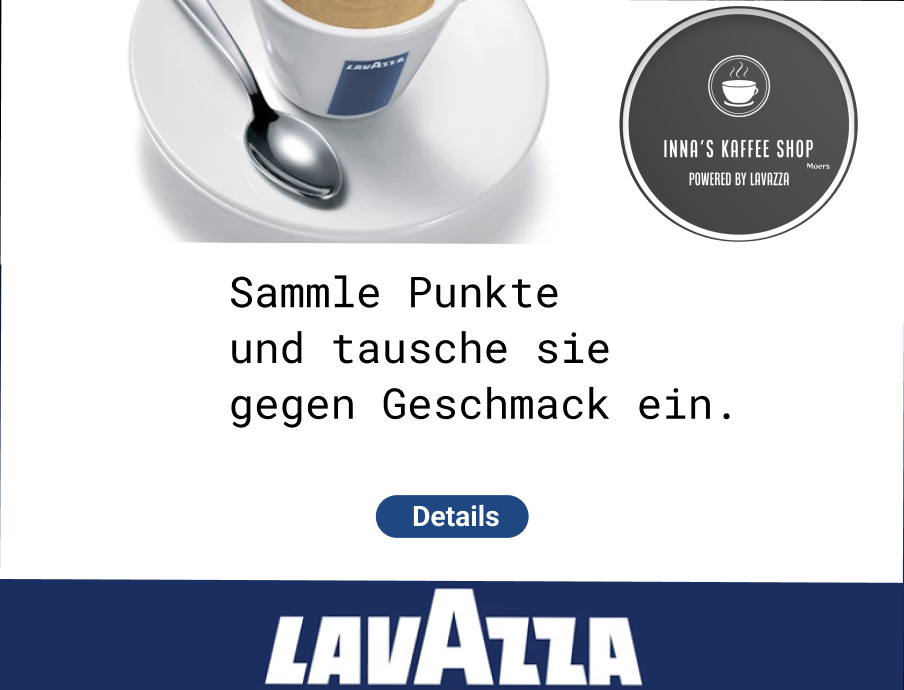 LAVAZZA
INNA'S KAFFEE SHOP
Moers
POWERED BY LAVAZZA
Sammle Punkte
und tausche sie
gegen Geschmack ein.
Details
LAVAZZA